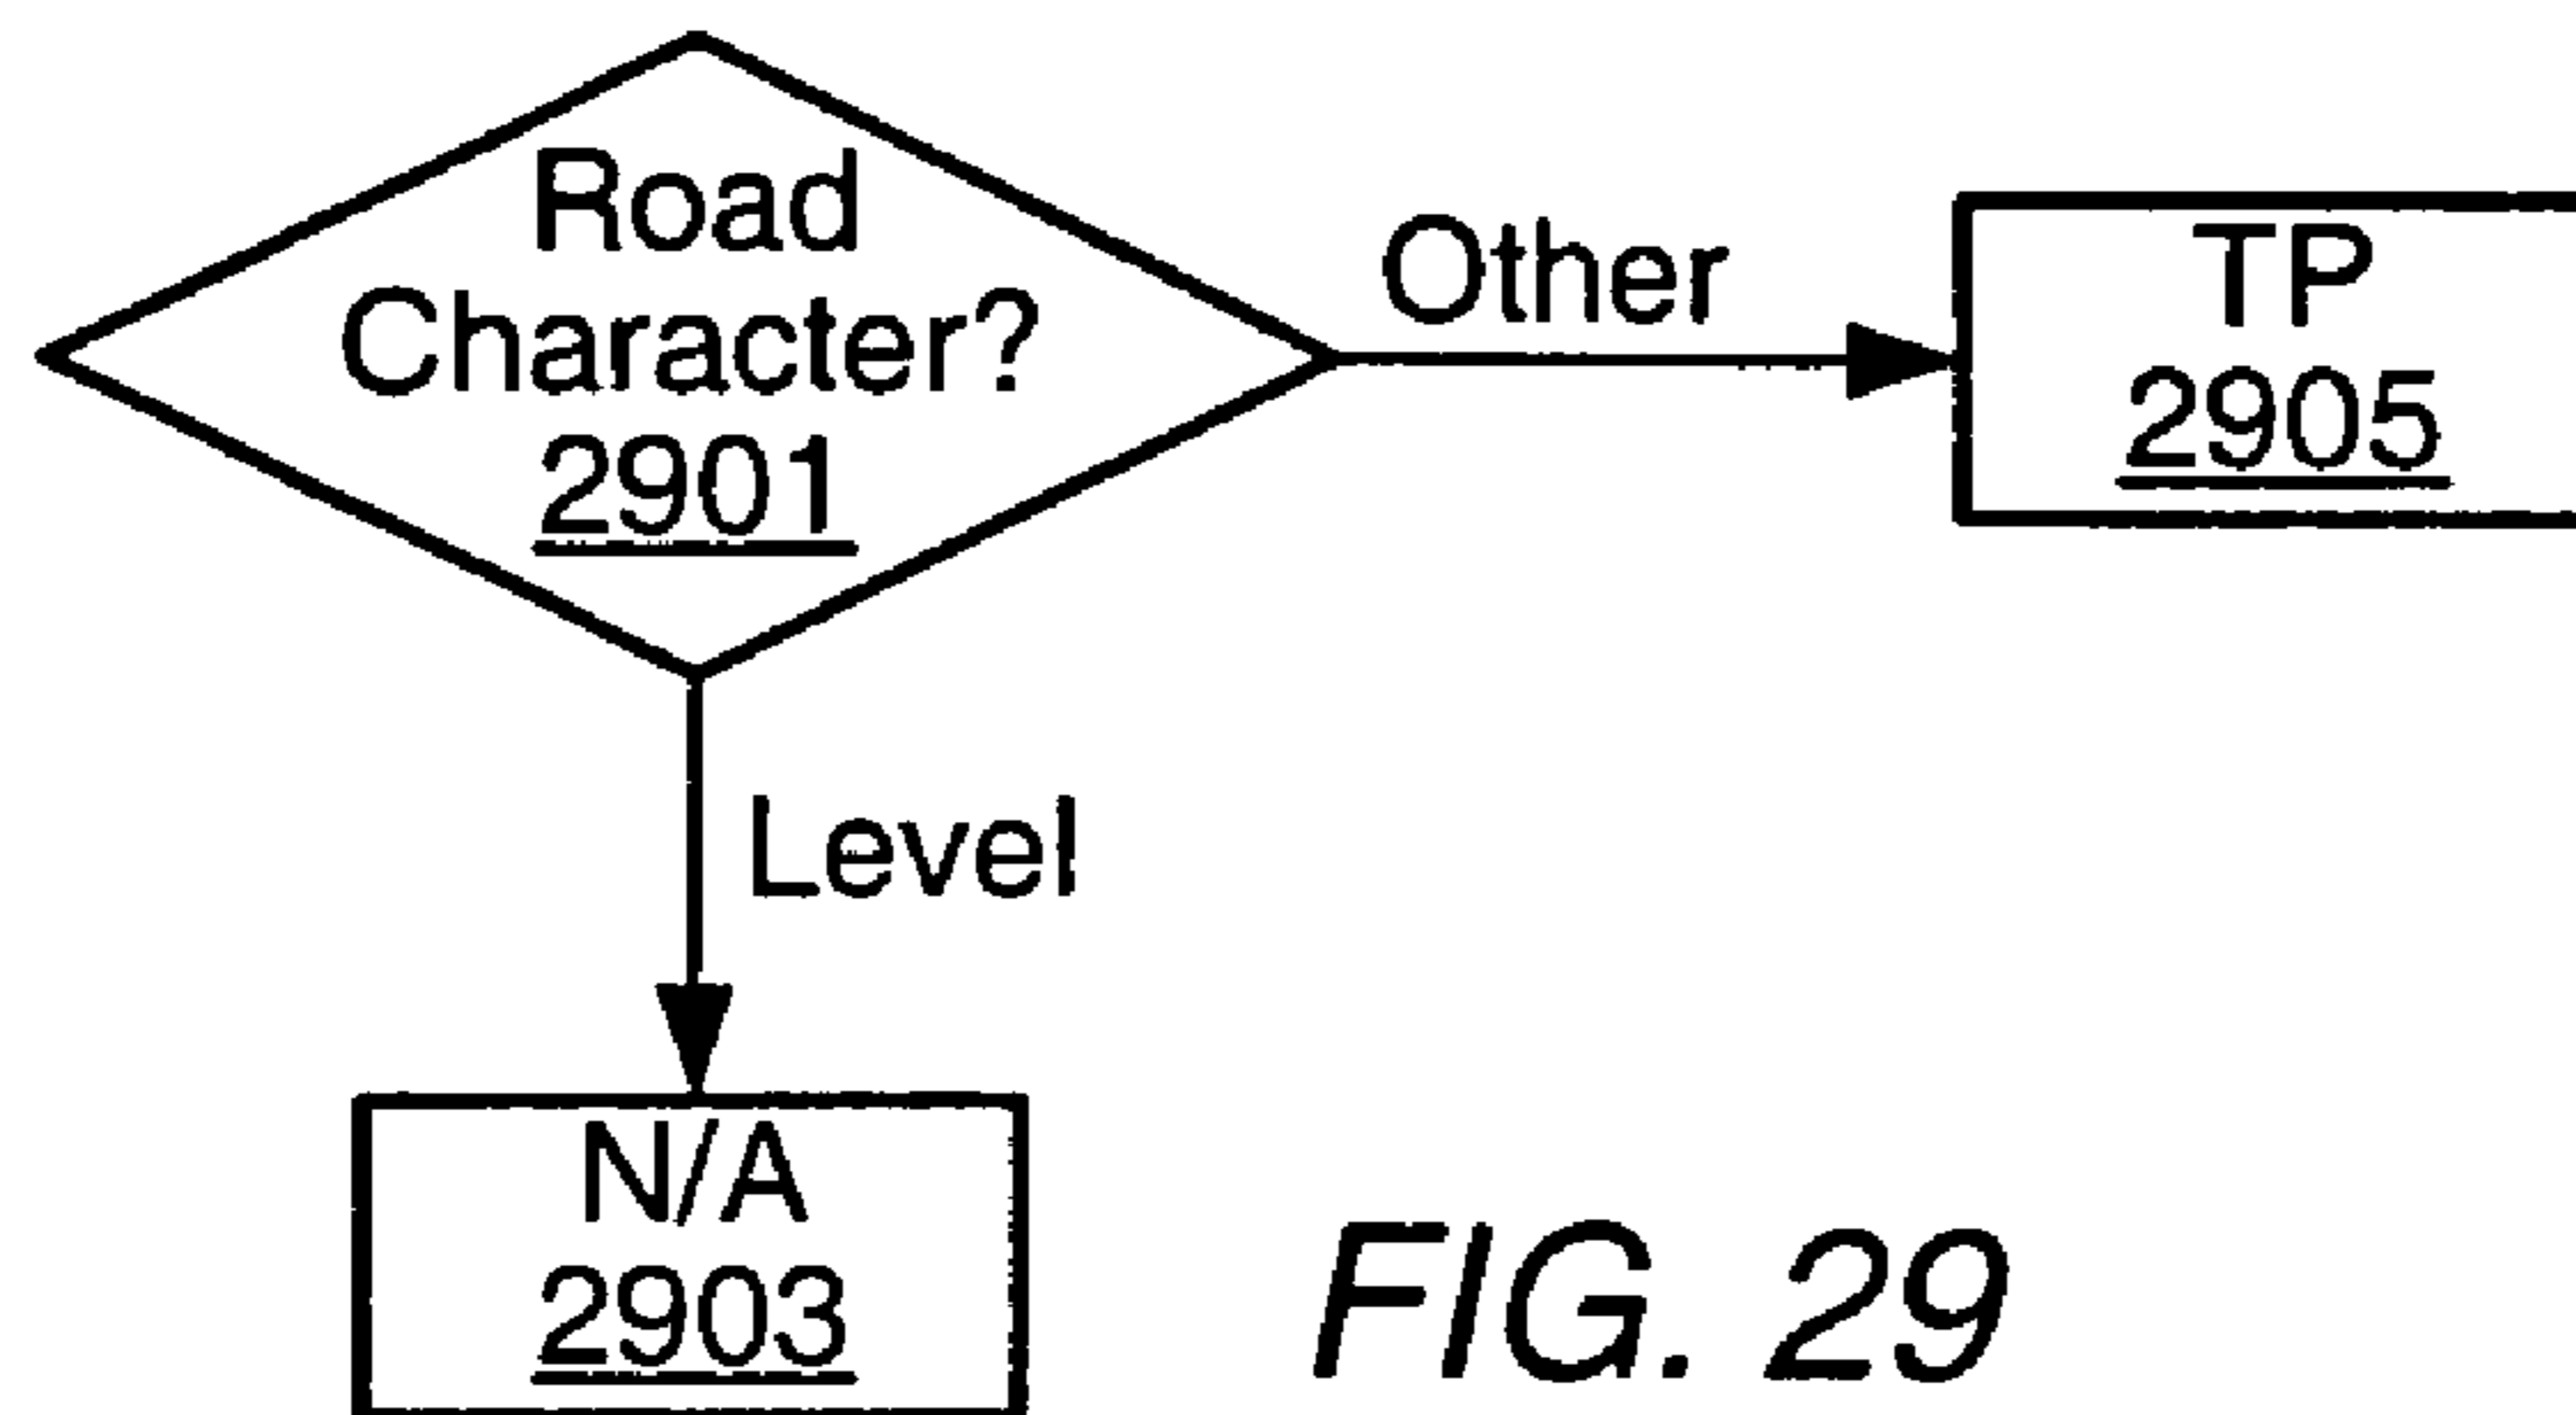 Road
Character?
2901
Other
TP
2905
Level
N/A
2903
FIG. 29